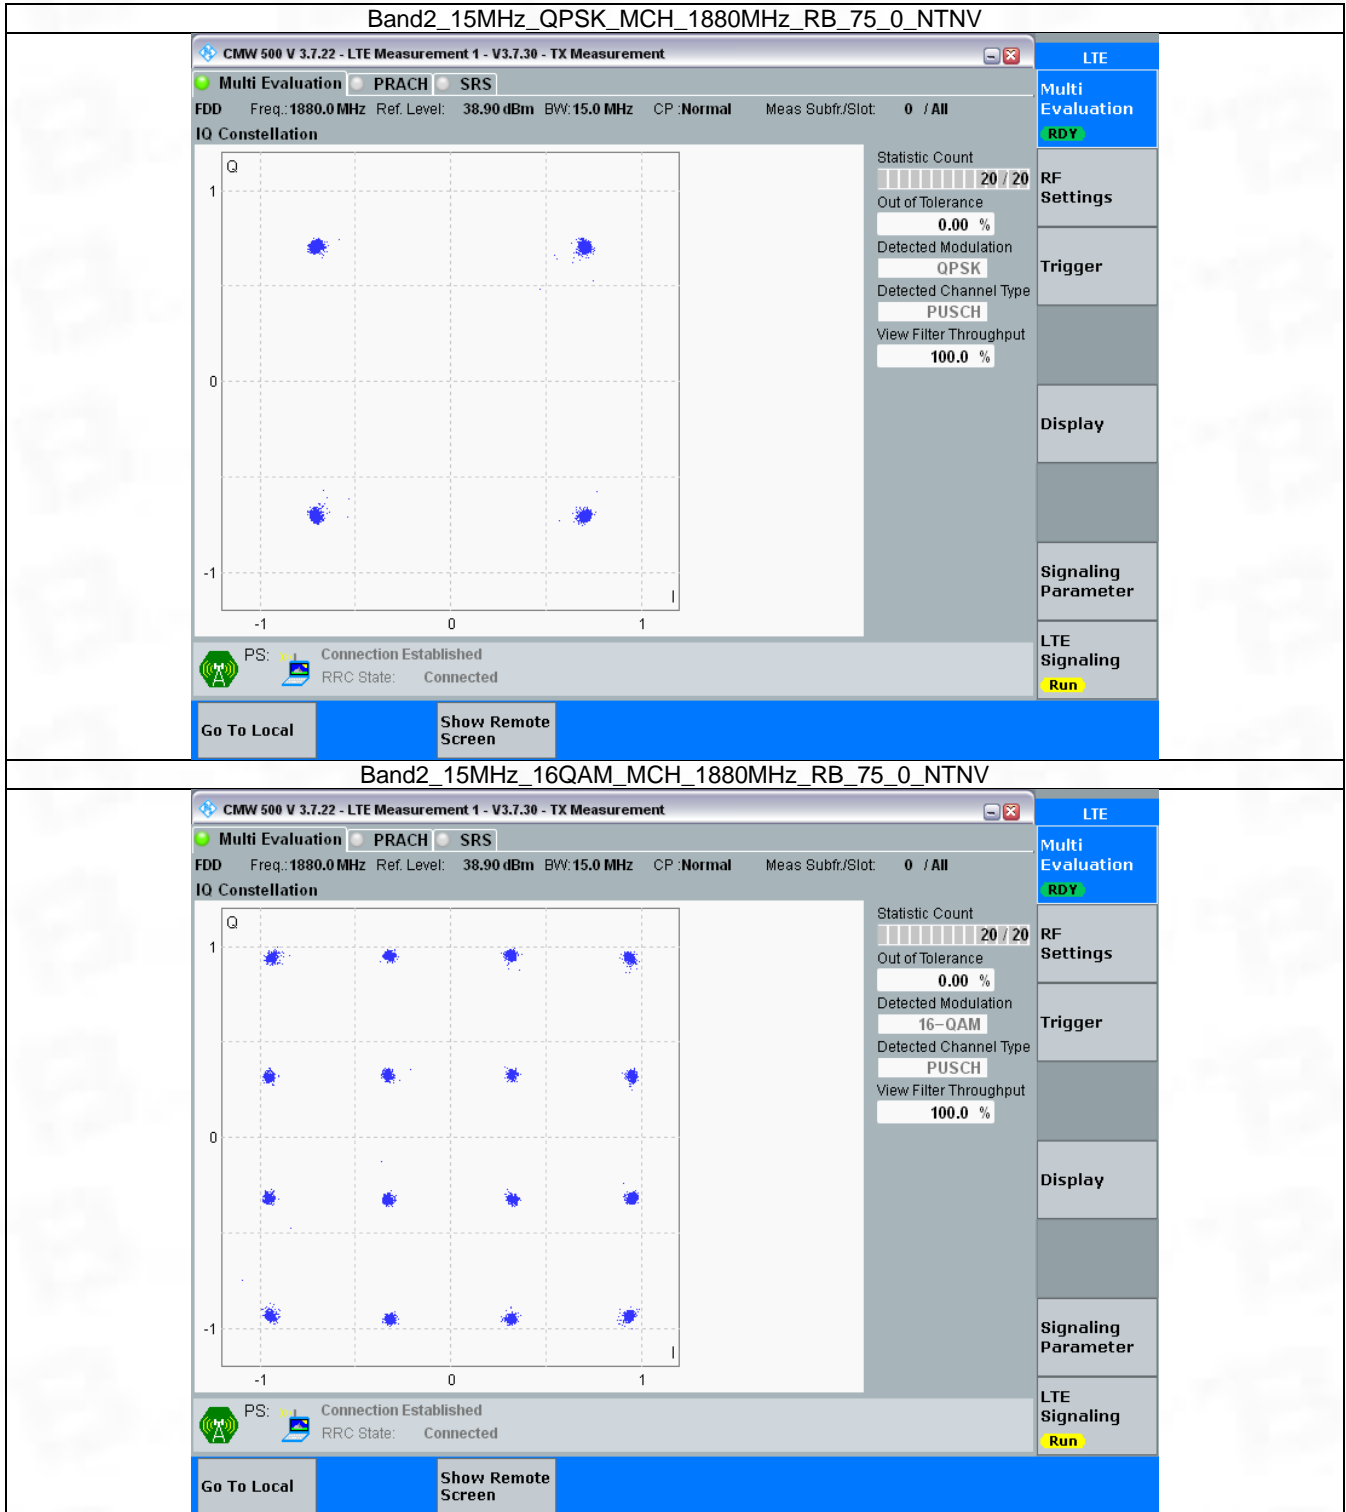 Band2_15MHz_QPSK_MCH_1880MHz_RB_75_0_NTNV
CMW 500 V 3.7.22 - LTE Measurement 1 - V3.7.30 - TX Measurement
LTE
Multi Evaluation PRACH SRS
Multi
Evaluation
RDY
FDD Freq.: 1880.0 MHz Ref. Level: 38.90 dBm BW: 15.0 MHz CP : Normal Meas Subfr./Slot: 0 / All
IQ Constellation
Q
1
0
-1
I
-1 0 1
Statistic Count
20 / 20
Out of Tolerance
0.00 %
Detected Modulation
QPSK
Detected Channel Type
PUSCH
View Filter Throughput
100.0 %
RF
Settings
Trigger
Display
Signaling
Parameter
LTE
Signaling
Run
PS: Connection Established
RRC State: Connected
Go To Local
Show Remote
Screen
Band2_15MHz_16QAM_MCH_1880MHz_RB_75_0_NTNV
CMW 500 V 3.7.22 - LTE Measurement 1 - V3.7.30 - TX Measurement
LTE
Multi Evaluation PRACH SRS
Multi
Evaluation
RDY
FDD Freq.: 1880.0 MHz Ref. Level: 38.90 dBm BW: 15.0 MHz CP : Normal Meas Subfr./Slot: 0 / All
IQ Constellation
Q
1
0
-1
I
-1 0 1
Statistic Count
20 / 20
Out of Tolerance
0.00 %
Detected Modulation
16-QAM
Detected Channel Type
PUSCH
View Filter Throughput
100.0 %
RF
Settings
Trigger
Display
Signaling
Parameter
LTE
Signaling
Run
PS: Connection Established
RRC State: Connected
Go To Local
Show Remote
Screen